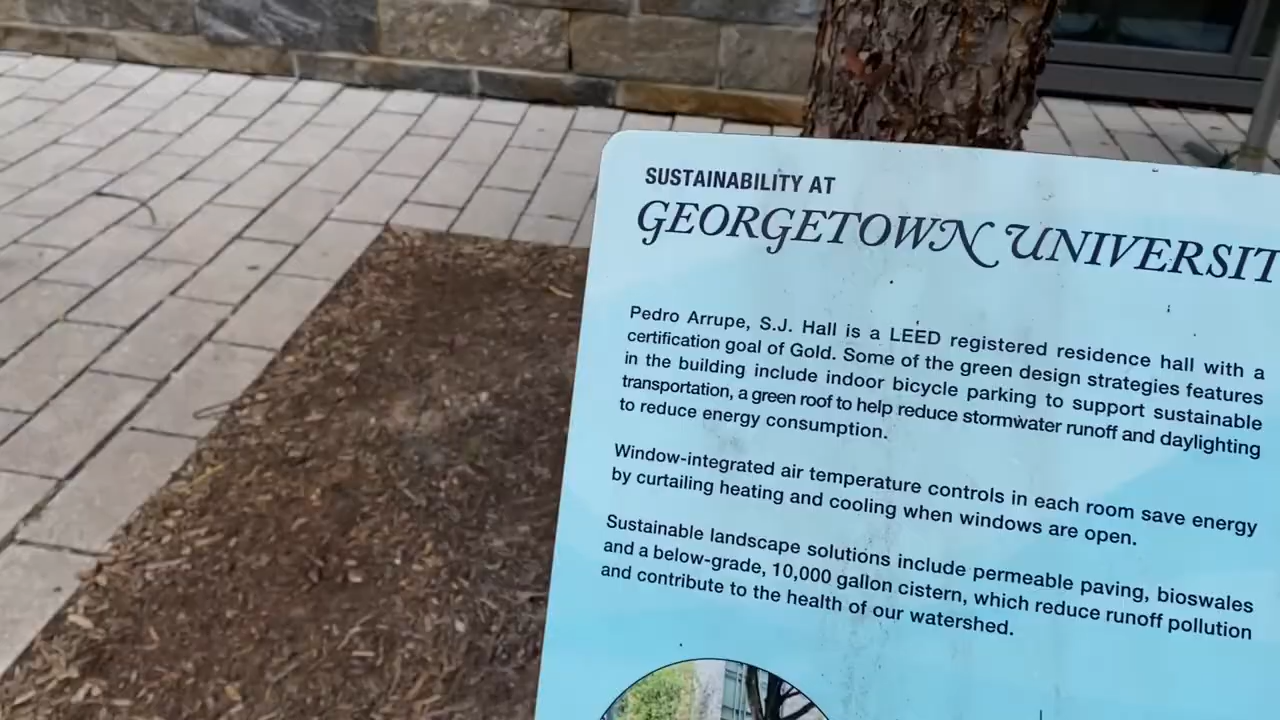 SUSTAINABILITY AT
GEORGETOWN UNIVERSIT
Pedro Arrupe, S.J. Hall is a LEED registered residence hall with a
certification goal of Gold. Some of the green design strategies features
in the building include indoor bicycle parking to support sustainable
transportation, a green roof to help reduce stormwater runoff and daylighting
to reduce energy consumption.
Window-integrated air temperature controls in each room save energy
by curtailing heating and cooling when windows are open.
Sustainable landscape solutions include permeable paving, bioswales
and a below-grade, 10,000 gallon cistern, which reduce runoff pollution
and contribute to the health of our watershed.